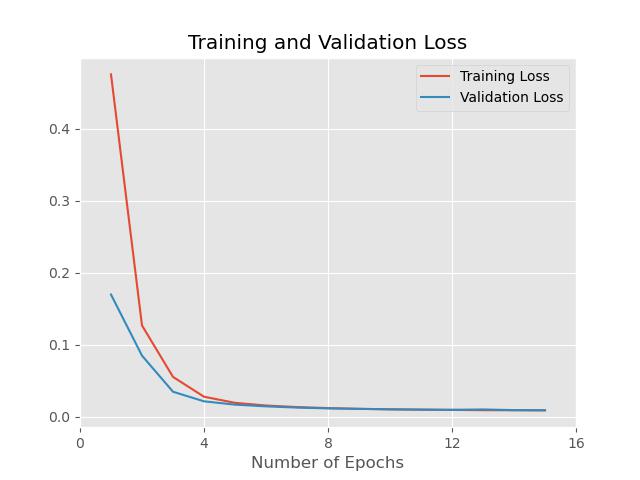 Training and Validation Loss
Training Loss
Validation Loss
0.4
0.3
0.2
0.1
0.0
0 4 8 12 16
Number of Epochs